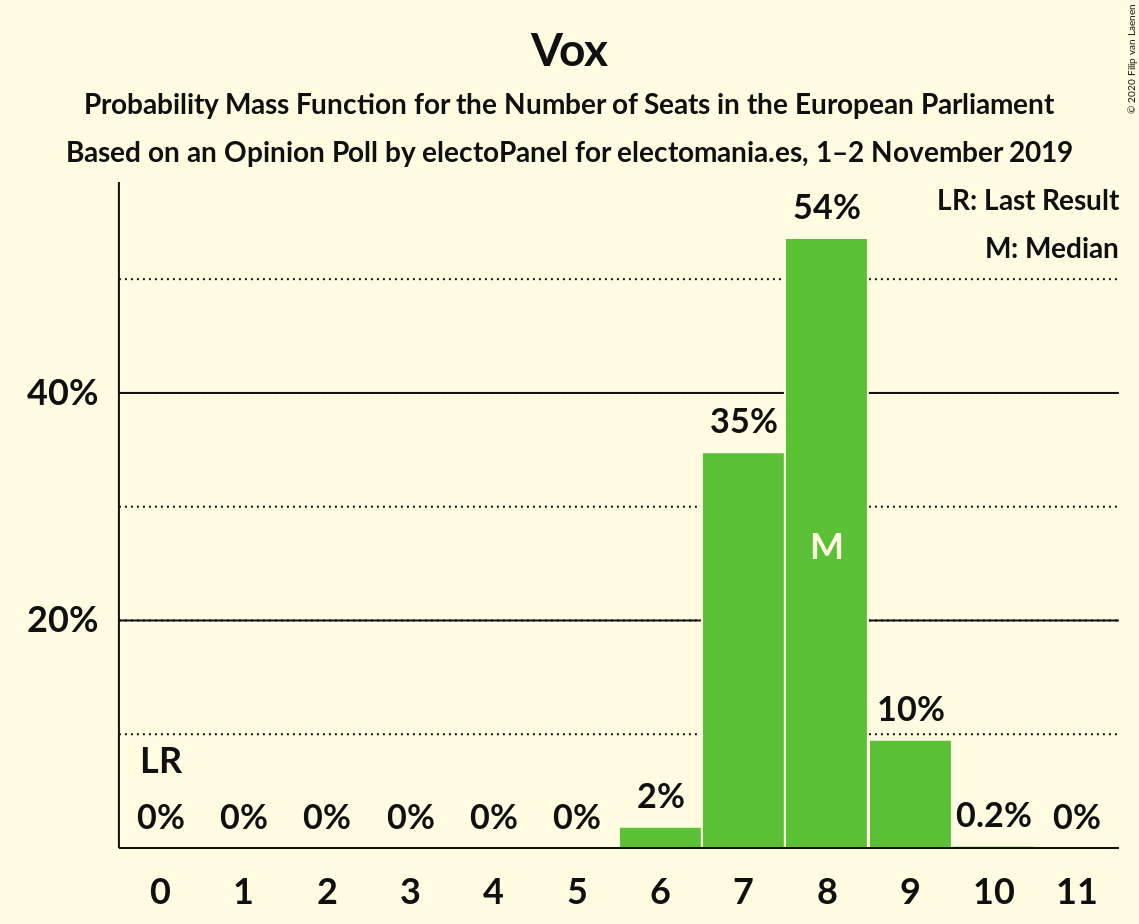 Vox
Probability Mass Function for the Number of Seats in the European Parliament
Based on an Opinion Poll by electoPanel for electomania.es, 1–2 November 2019
© 2020 Filip van Laenen
LR: Last Result
M: Median
54%
40%
35%
M
20%
10%
LR
2%
0% 0% 0% 0% 0% 0% 0.2% 0%
0 1 2 3 4 5 6 7 8 9 10 11